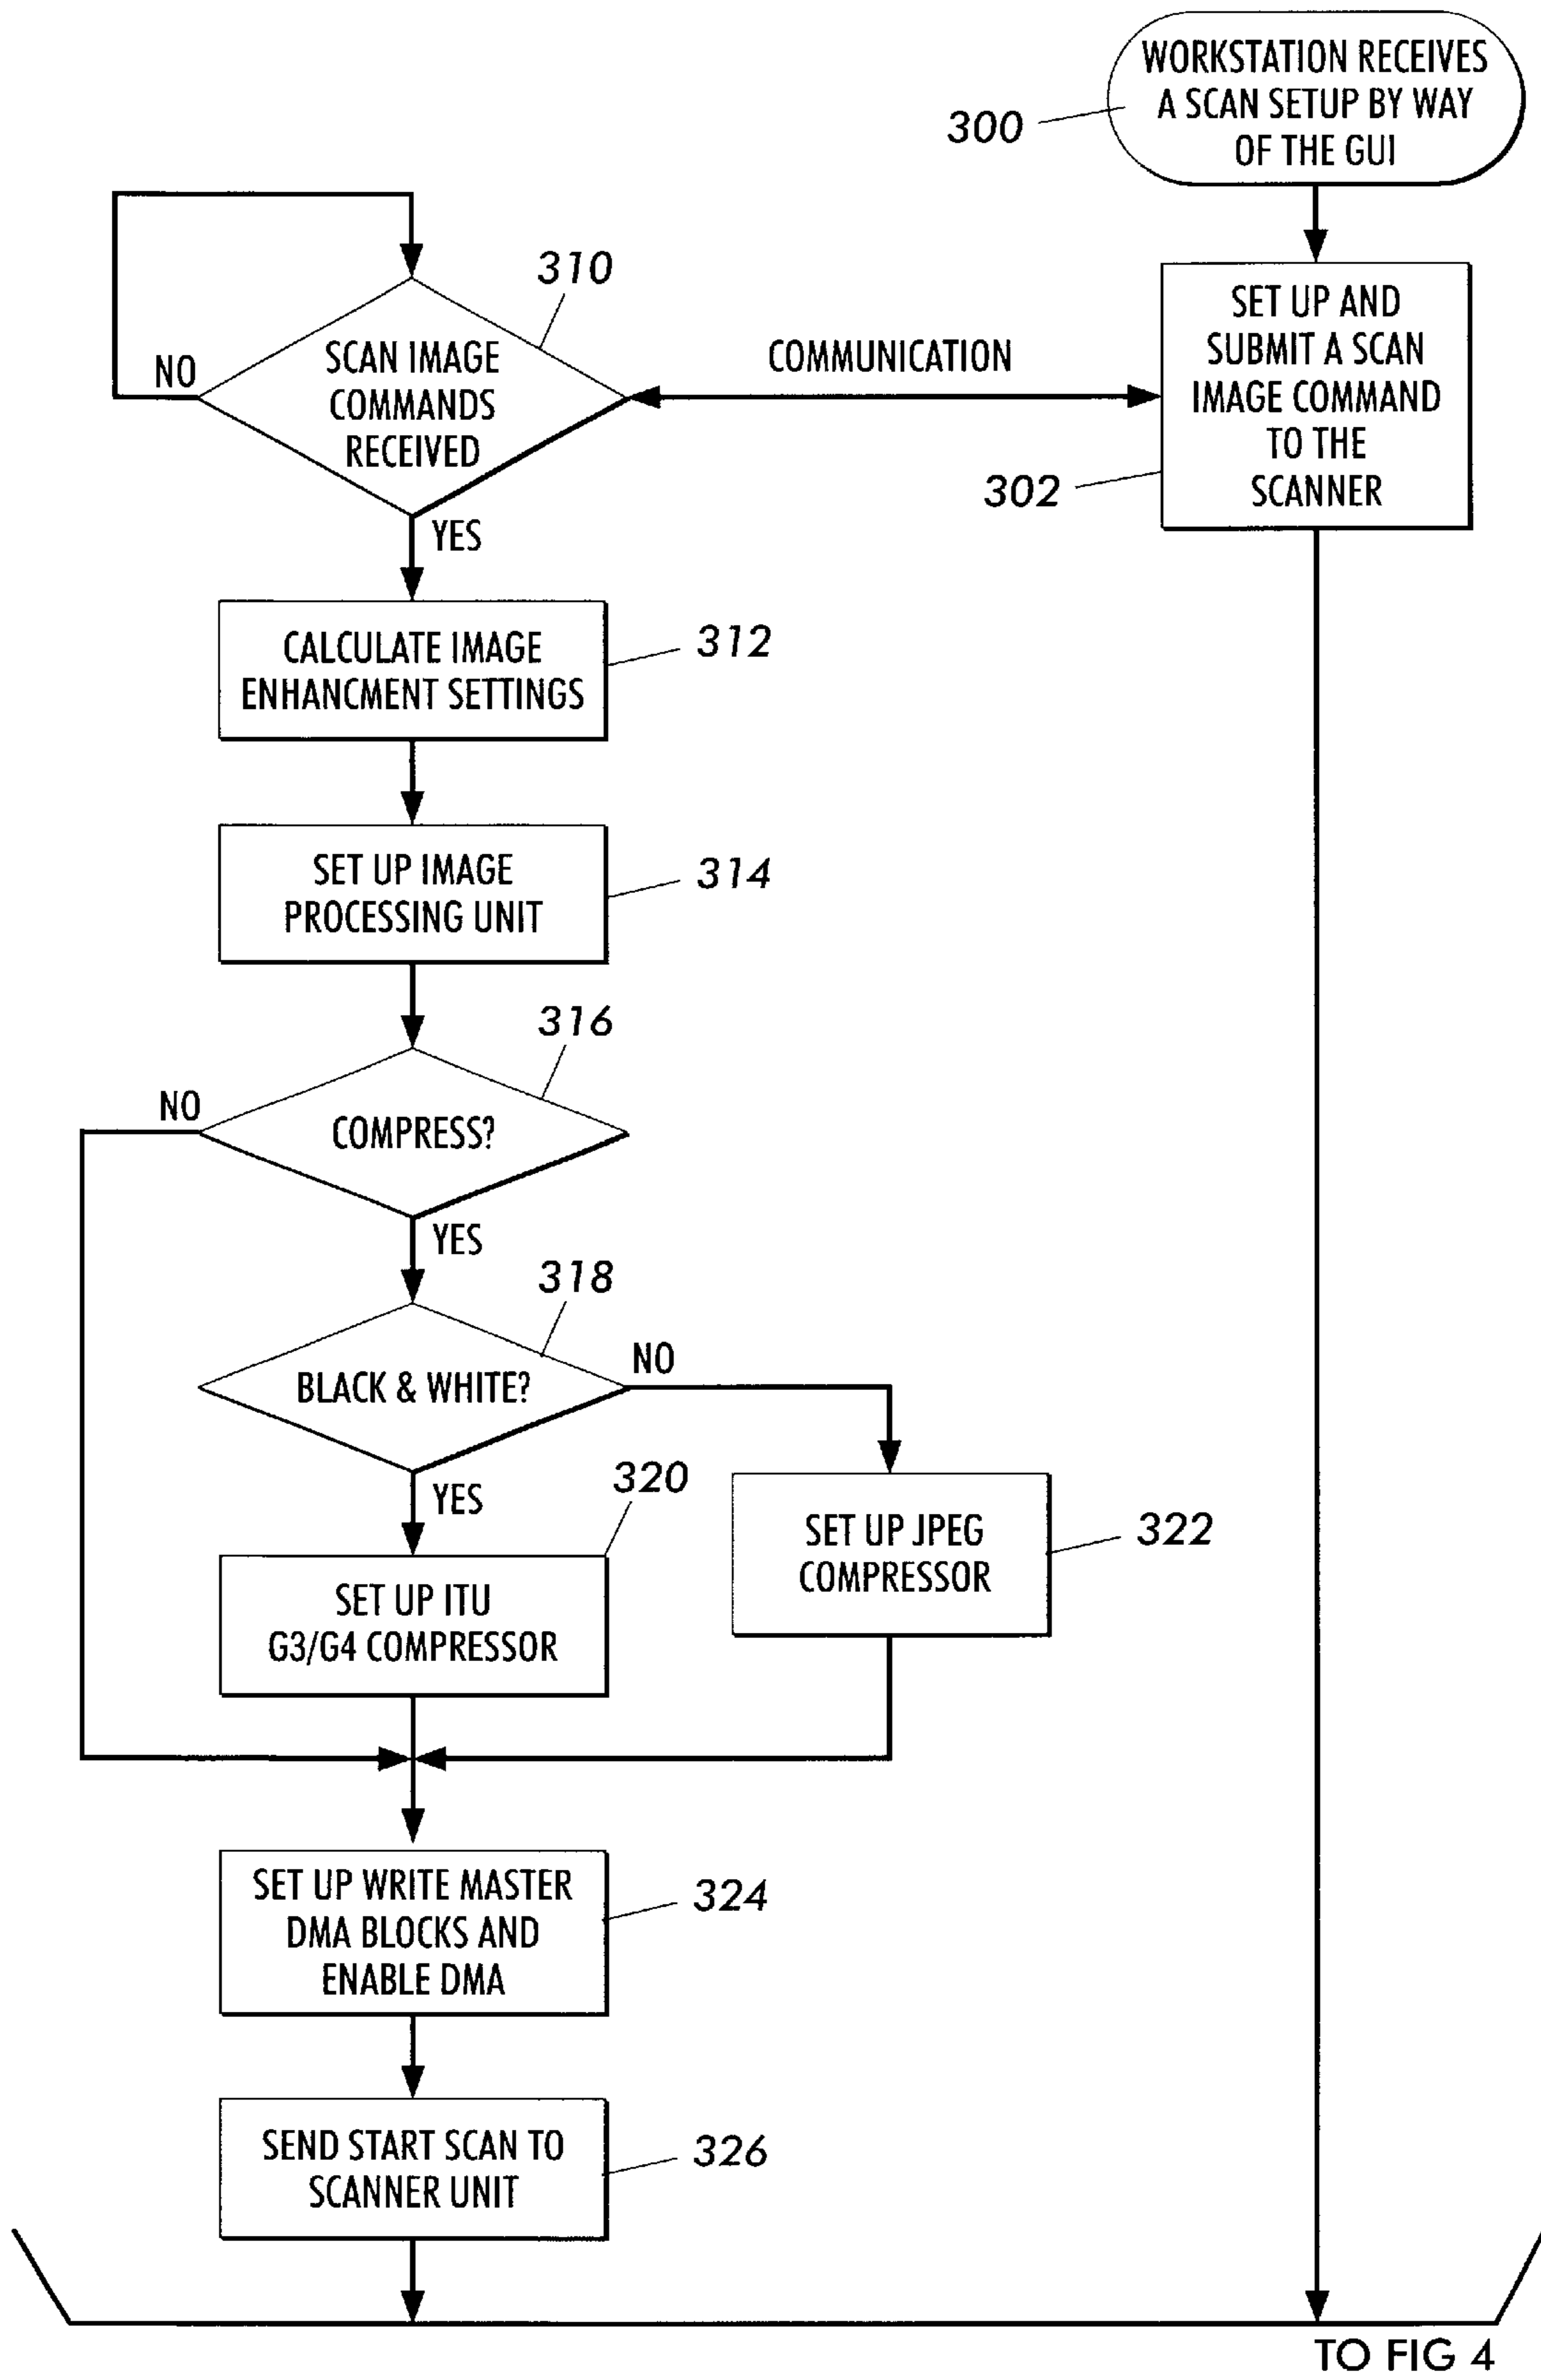 WORKSTATION RECEIVES
A SCAN SETUP BY WAY
OF THE GUI
300
310
SCAN IMAGE
COMMANDS
RECEIVED
NO
YES
COMMUNICATION
SET UP AND
SUBMIT A SCAN
IMAGE COMMAND
TO THE
SCANNER
302
CALCULATE IMAGE
ENHANCMENT SETTINGS
312
SET UP IMAGE
PROCESSING UNIT
314
316
NO
COMPRESS?
YES
318
BLACK & WHITE?
NO
YES
320
SET UP ITU
G3/G4 COMPRESSOR
SET UP JPEG
COMPRESSOR
322
SET UP WRITE MASTER
DMA BLOCKS AND
ENABLE DMA
324
SEND START SCAN TO
SCANNER UNIT
326
TO FIG 4